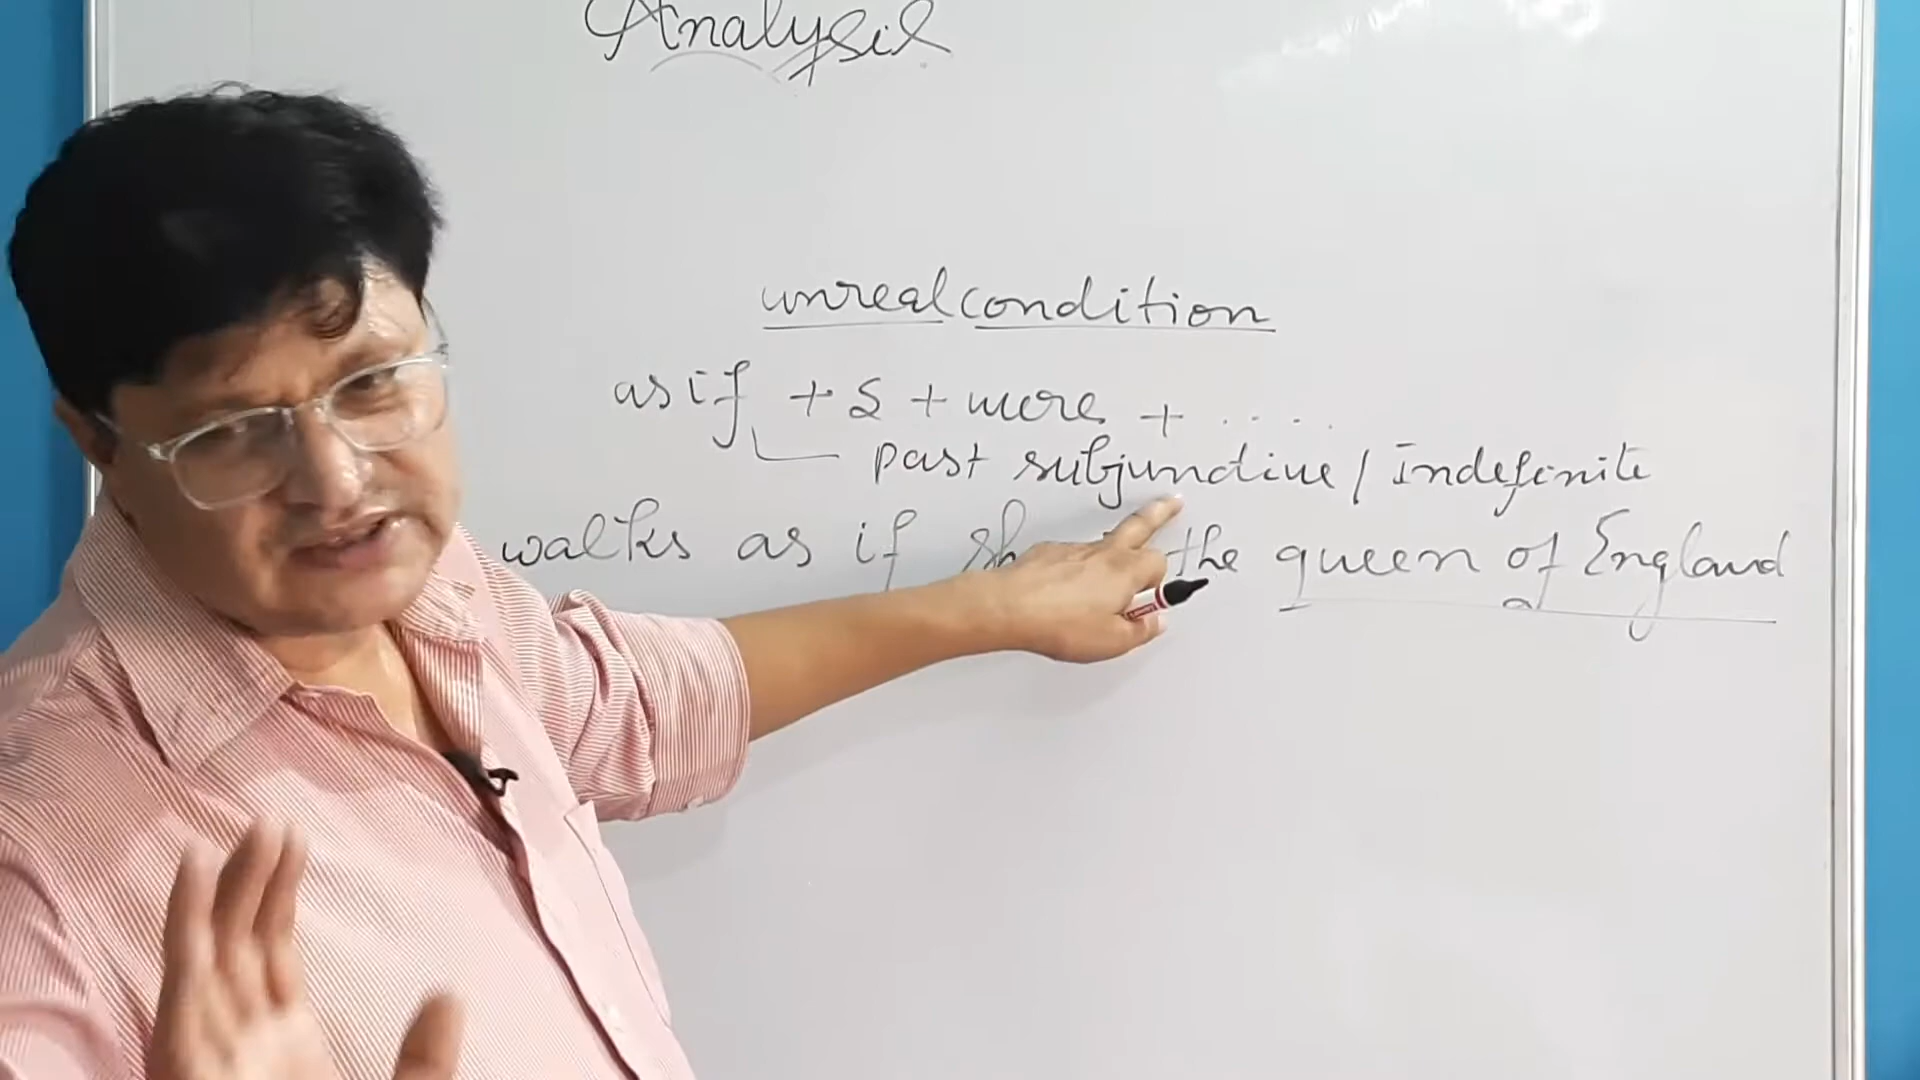 Analysis
unreal condition
as if + S + were + ....
past subjunctive / indefinite
walks as if the queen of England